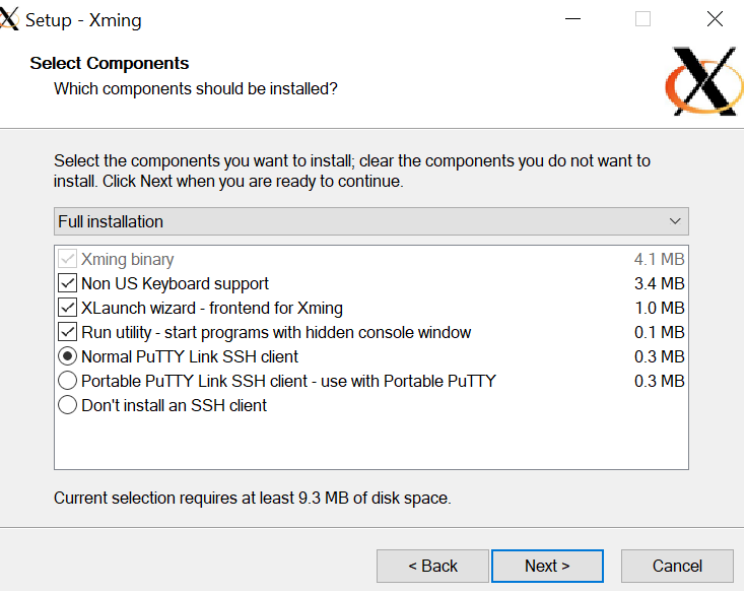 Setup - Xming
Select Components
Which components should be installed?
Select the components you want to install; clear the components you do not want to
install. Click Next when you are ready to continue.
Full installation
Xming binary 4.1 MB
Non US Keyboard support 3.4 MB
XLaunch wizard - frontend for Xming 1.0 MB
Run utility - start programs with hidden console window 0.1 MB
Normal PuTTY Link SSH client 0.3 MB
Portable PuTTY Link SSH client - use with Portable PuTTY 0.3 MB
Don't install an SSH client
Current selection requires at least 9.3 MB of disk space.
< Back Next > Cancel